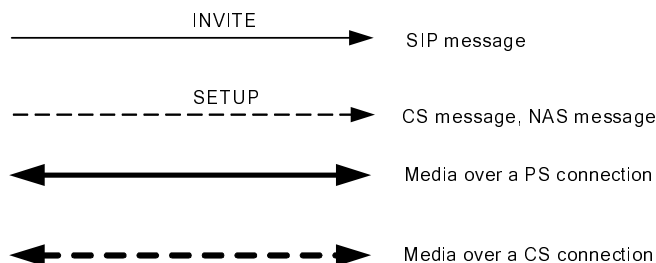 INVITE
SIP message
SETUP
CS message, NAS message
Media over a PS connection
Media over a CS connection